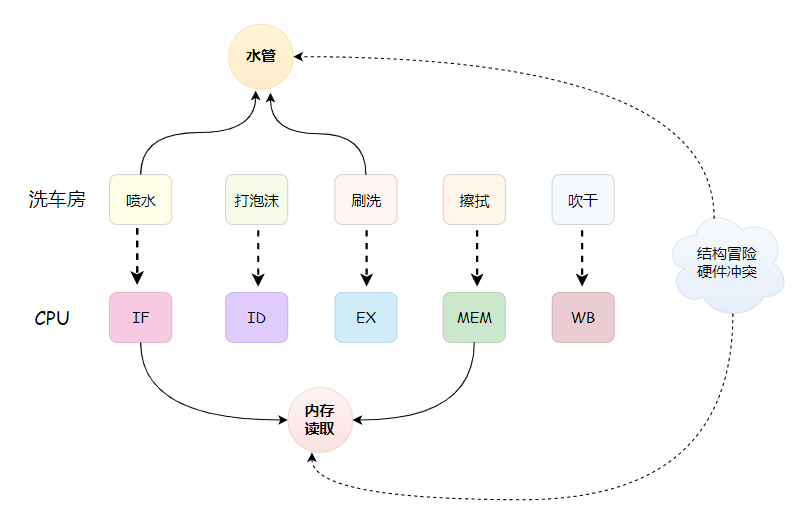 水管
洗车房
喷水
打泡沫
刷洗
擦拭
吹干
结构冒险
硬件冲突
CPU
IF
ID
EX
MEM
WB
内存
读取